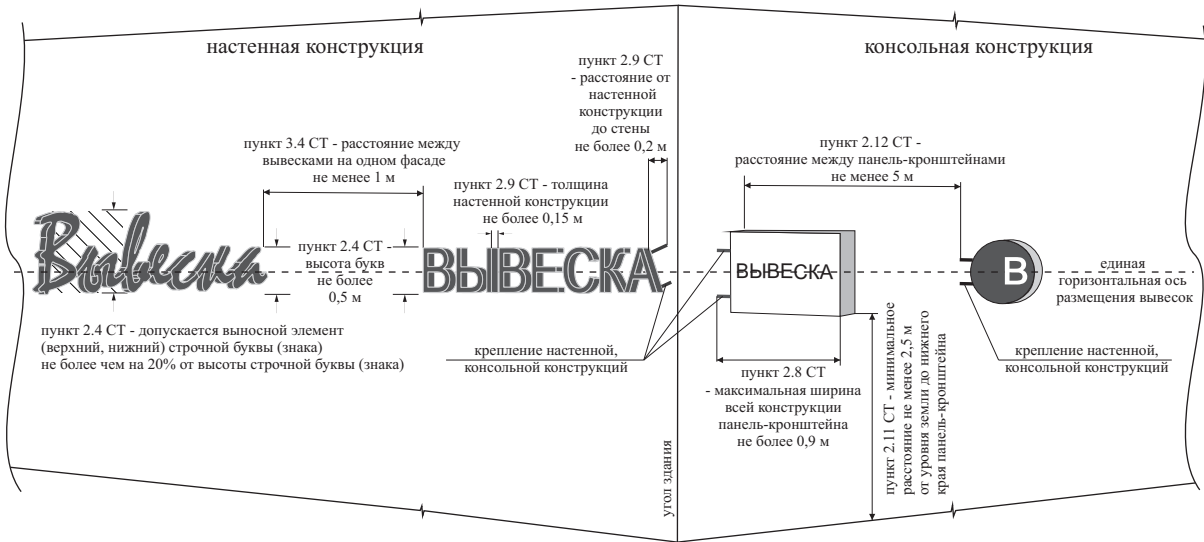 настенная конструкция
консольная конструкция
пункт 2.9 СТ
- расстояние от
настенной
конструкции
до стены
не более 0,2 м
пункт 3.4 СТ - расстояние между
вывесками на одном фасаде
не менее 1 м
пункт 2.9 СТ - толщина
настенной конструкции
не более 0,15 м
пункт 2.12 СТ -
расстояние между панель-кронштейнами
не менее 5 м
Вывеска
пункт 2.4 СТ -
высота букв
не более
0,5 м
ВЫВЕСКА
ВЫВЕСКА
В
единая
горизонтальная ось
размещения вывесок
пункт 2.4 СТ - допускается выносной элемент
(верхний, нижний) строчной буквы (знака)
не более чем на 20% от высоты строчной буквы (знака)
крепление настенной,
консольной конструкций
пункт 2.8 СТ
- максимальная ширина
всей конструкции
панель-кронштейна
не более 0,9 м
пункт 2.11 СТ - минимальное
расстояние не менее 2,5 м
от уровня земли до нижнего
края панель-кронштейна
крепление настенной,
консольной конструкций
угол здания